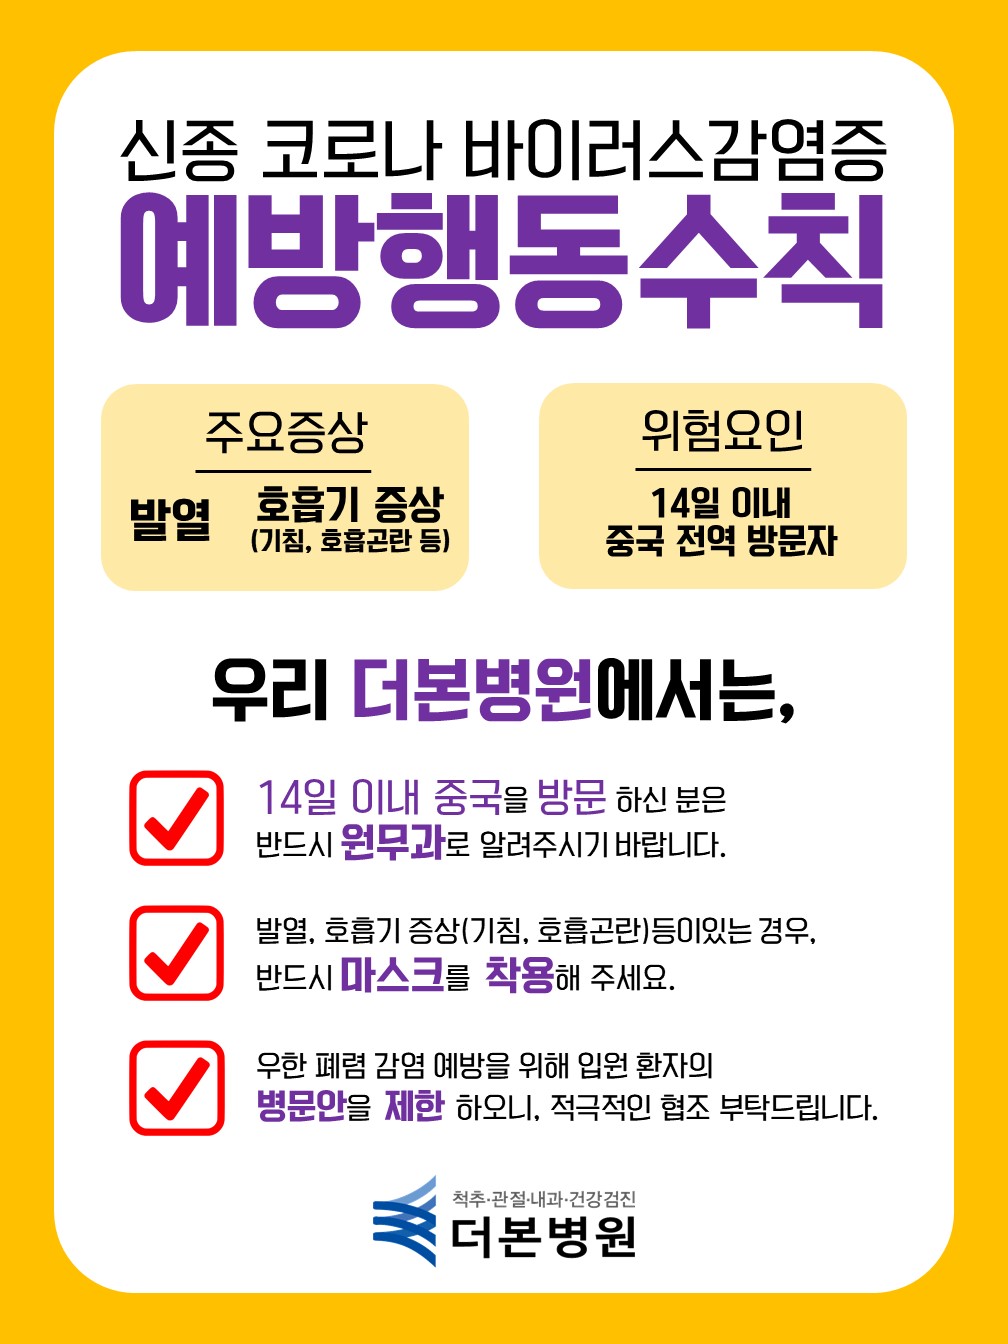 신종 코로나 바이러스감염증
예방행동수칙
주요증상
발열 호흡기 증상
(기침, 호흡곤란 등)
위험요인
14일 이내
중국 전역 방문자
우리 더본병원에서는,
14일 이내 중국을 방문 하신 분은
반드시 원무과로 알려주시기 바랍니다.
발열, 호흡기 증상(기침, 호흡곤란)등이있는 경우,
반드시 마스크를 착용해 주세요.
우한 폐렴 감염 예방을 위해 입원 환자의
병문안을 제한 하오니, 적극적인 협조 부탁드립니다.
척추·관절·내과·건강검진
더본병원